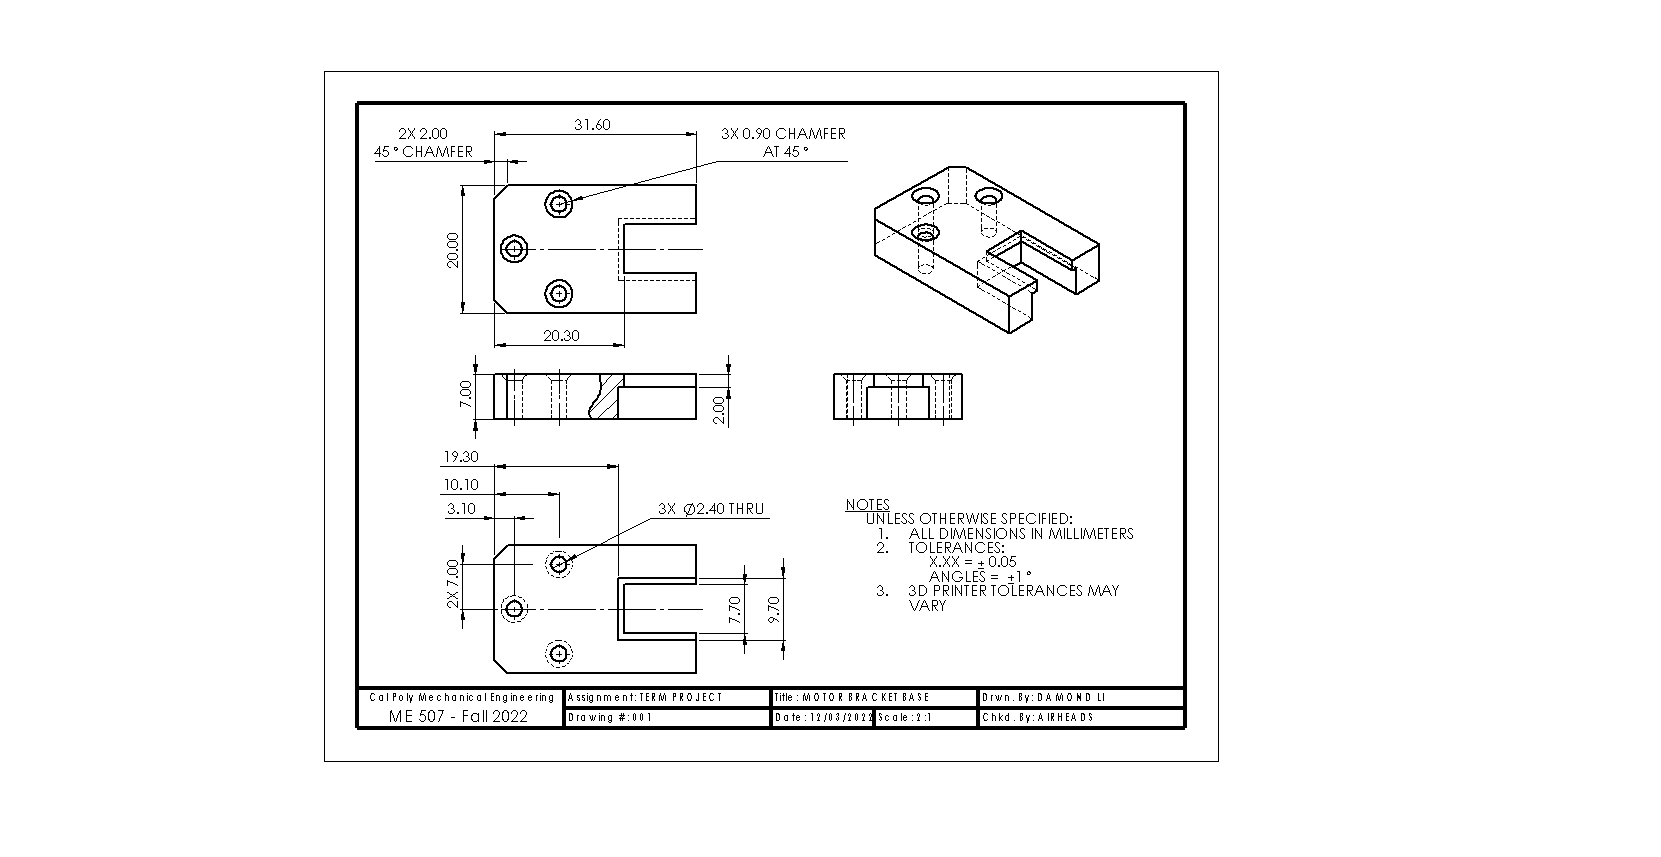 31.60
2X 2.00
45° CHAMFER
3X 0.90 CHAMFER
AT 45°
20.00
20.30
7.00
2.00
19.30
10.10
3.10
3X Ø2.40 THRU
2X 7.00
7.70
9.70
NOTES
UNLESS OTHERWISE SPECIFIED:
1. ALL DIMENSIONS IN MILLIMETERS
2. TOLERANCES:
X.XX = ± 0.05
ANGLES = ±1°
3. 3D PRINTER TOLERANCES MAY
VARY
Cal Poly Mechanical Engineering
ME 507 - Fall 2022
Assignment: TERM PROJECT
Drawing #: 001
Title: MOTOR BRACKET BASE
Date: 12/03/2022
Scale: 2:1
Drwn. By: DAMOND LI
Chkd. By: AIRHEADS